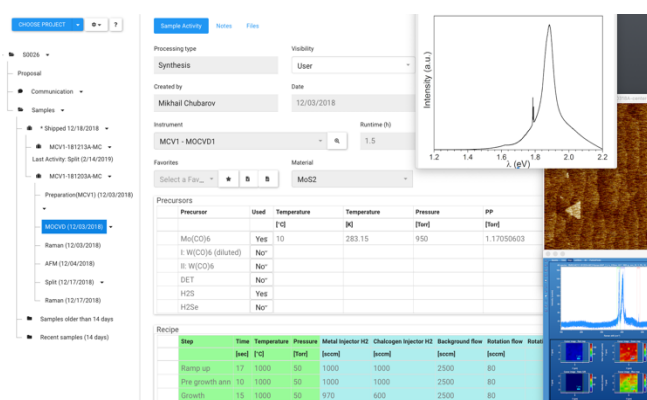 CHOOSE PROJECT
?
S0026
Proposal
Communication
Samples
* Shipped 12/18/2018
MCV1-181213A-MC
Last Activity: Split (2/14/2019)
MCV1-181203A-MC
Preparation(MCV1) (12/03/2018)
MOCVD (12/03/2018)
Raman (12/03/2018)
AFM (12/04/2018)
Split (12/17/2018)
Raman (12/17/2018)
Samples older than 14 days
Recent samples (14 days)
Sample Activity Notes Files
Processing type Visibility
Synthesis User
Created by Date
Mikhail Chubarov 12/03/2018
Instrument Runtime (h)
MCV1 - MOCVD1 1.5
Favorites Material
Select a Fav... MoS2
Precursors
Precursor Used Temperature Temperature Pressure PP
[°C] [K] [Torr] [Torr]
Mo(CO)6 Yes 10 283.15 950 1.17050603
I: W(CO)6 (diluted) No
II: W(CO)6 No
DET No
H2S Yes
H2Se No
Recipe
Step Time Temperature Pressure Metal Injector H2 Chalcogen Injector H2 Background flow Rotation flow Rotati
[sec] [°C] [Torr] [sccm] [sccm] [sccm] [sccm]
Ramp up 17 1000 50 1000 1000 2500 80
Pre growth ann 10 1000 50 1000 1000 2500 80
Growth 15 1000 50 970 600 2500 80
Intensity (a.u.)
1.2 1.4 1.6 1.8 2.0 2.2
λ (eV)